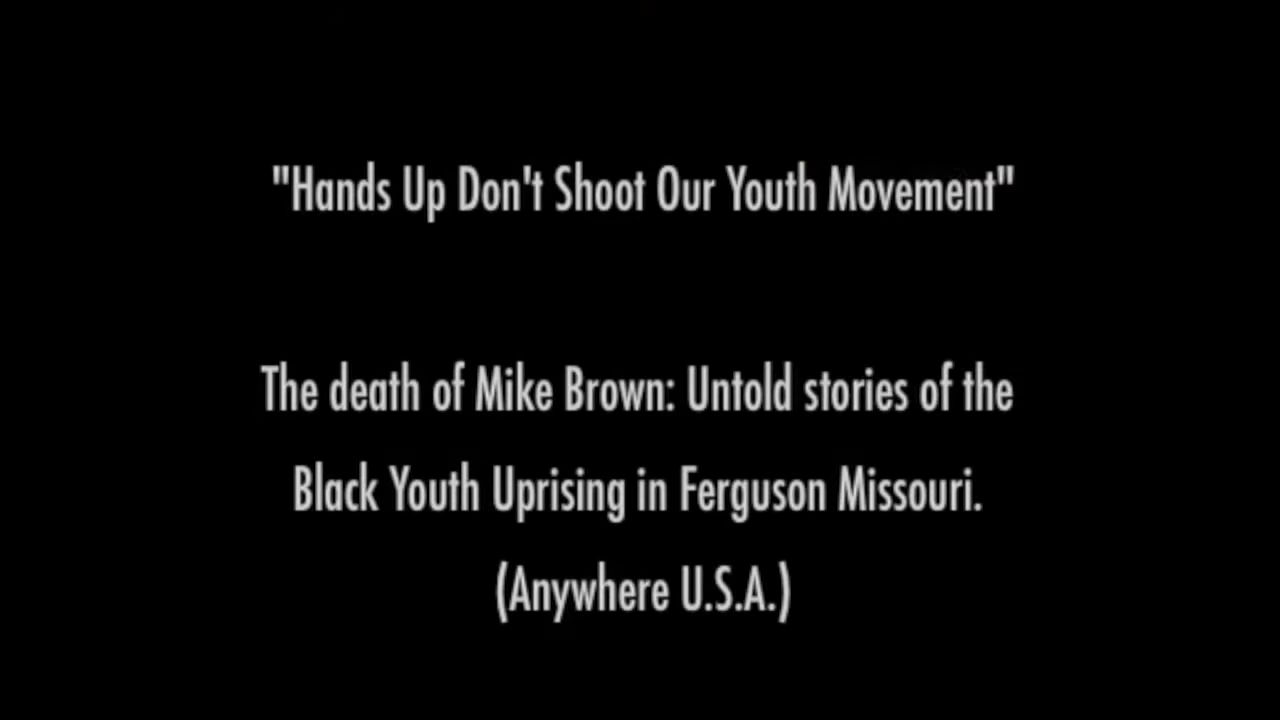 "Hands Up Don't Shoot Our Youth Movement"
The death of Mike Brown: Untold stories of the
Black Youth Uprising in Ferguson Missouri.
(Anywhere U.S.A.)